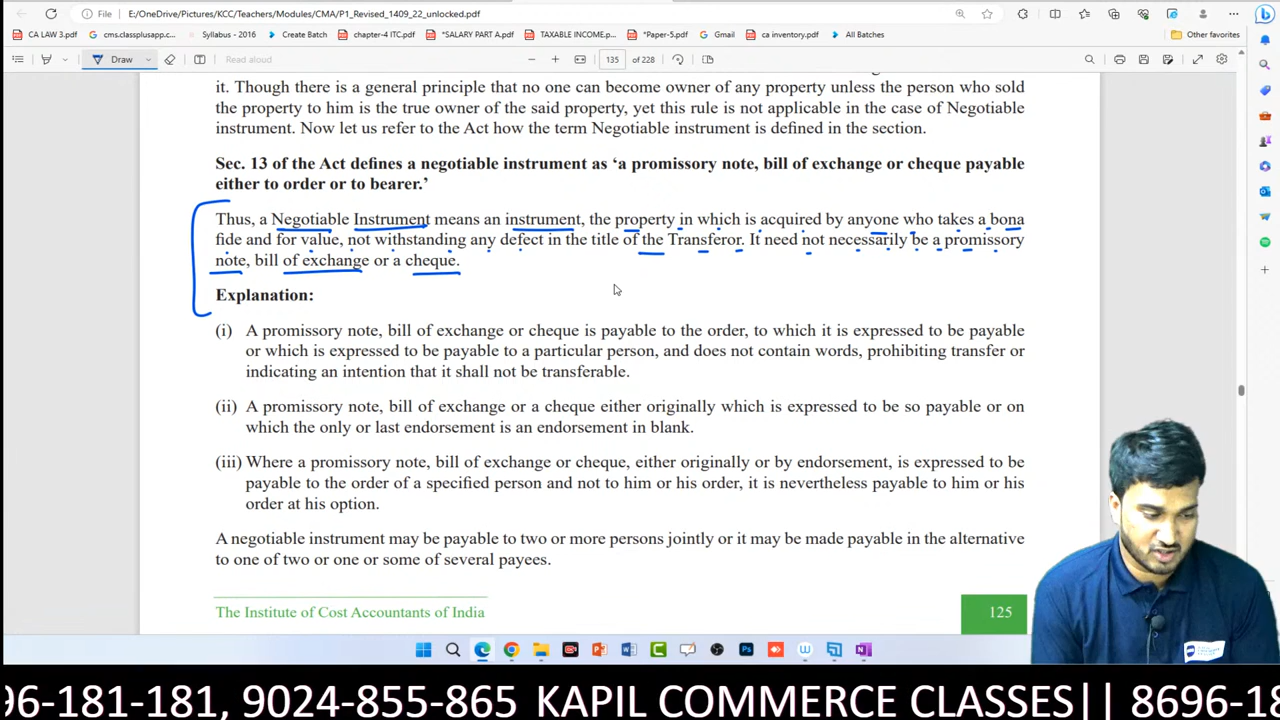 File
E:/OneDrive/Pictures/KCC/Teachers/Modules/CMA/P1_Revised_1409_22_unlocked.pdf
CA LAW 3.pdf
cms.classplusapp.c...
Syllabus - 2016
Create Batch
chapter-4 ITC.pdf
*SALARY PART A.pdf
TAXABLE INCOME.p...
*Paper-5.pdf
Gmail
ca inventory.pdf
All Batches
Other favorites
Draw
Read aloud
135
of 228
it. Though there is a general principle that no one can become owner of any property unless the person who sold
the property to him is the true owner of the said property, yet this rule is not applicable in the case of Negotiable
instrument. Now let us refer to the Act how the term Negotiable instrument is defined in the section.
Sec. 13 of the Act defines a negotiable instrument as ‘a promissory note, bill of exchange or cheque payable
either to order or to bearer.’
Thus, a Negotiable Instrument means an instrument, the property in which is acquired by anyone who takes a bona
fide and for value, not withstanding any defect in the title of the Transferor. It need not necessarily be a promissory
note, bill of exchange or a cheque.
Explanation:
(i) A promissory note, bill of exchange or cheque is payable to the order, to which it is expressed to be payable
or which is expressed to be payable to a particular person, and does not contain words, prohibiting transfer or
indicating an intention that it shall not be transferable.
(ii) A promissory note, bill of exchange or a cheque either originally which is expressed to be so payable or on
which the only or last endorsement is an endorsement in blank.
(iii) Where a promissory note, bill of exchange or cheque, either originally or by endorsement, is expressed to be
payable to the order of a specified person and not to him or his order, it is nevertheless payable to him or his
order at his option.
A negotiable instrument may be payable to two or more persons jointly or it may be made payable in the alternative
to one of two or one or some of several payees.
The Institute of Cost Accountants of India
125
96-181-181, 9024-855-865 KAPIL COMMERCE CLASSES|| 8696-18